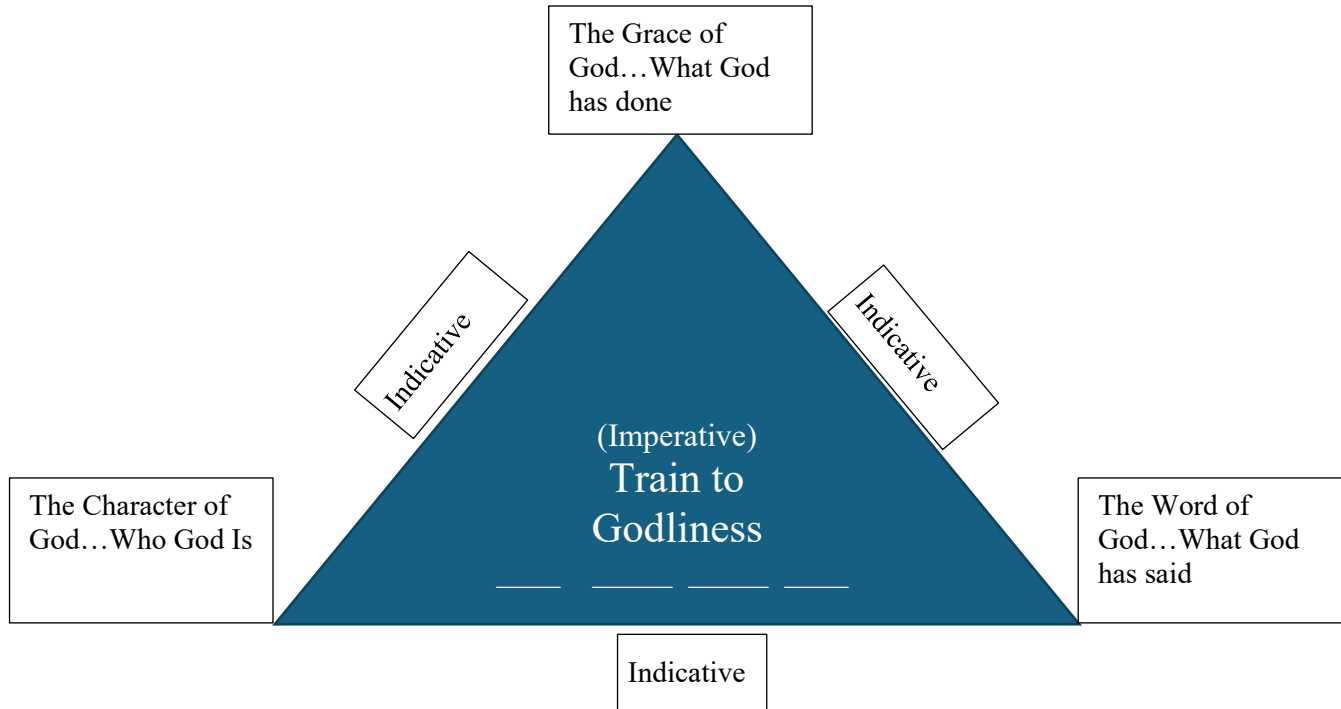 The Grace of
God…What God
has done
Indicative
Indicative
(Imperative)
Train to
Godliness
The Character of
God…Who God Is
The Word of
God…What God
has said
Indicative